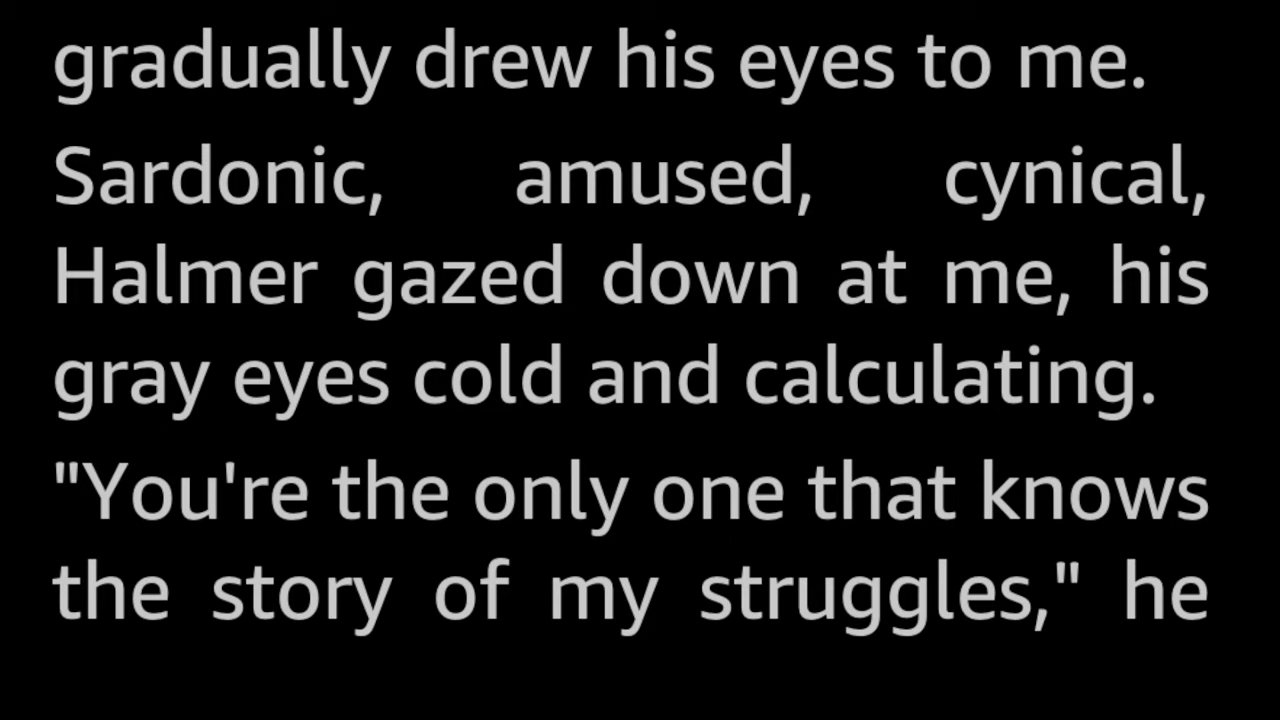 gradually drew his eyes to me.
Sardonic, amused, cynical,
Halmer gazed down at me, his
gray eyes cold and calculating.
"You're the only one that knows
the story of my struggles," he